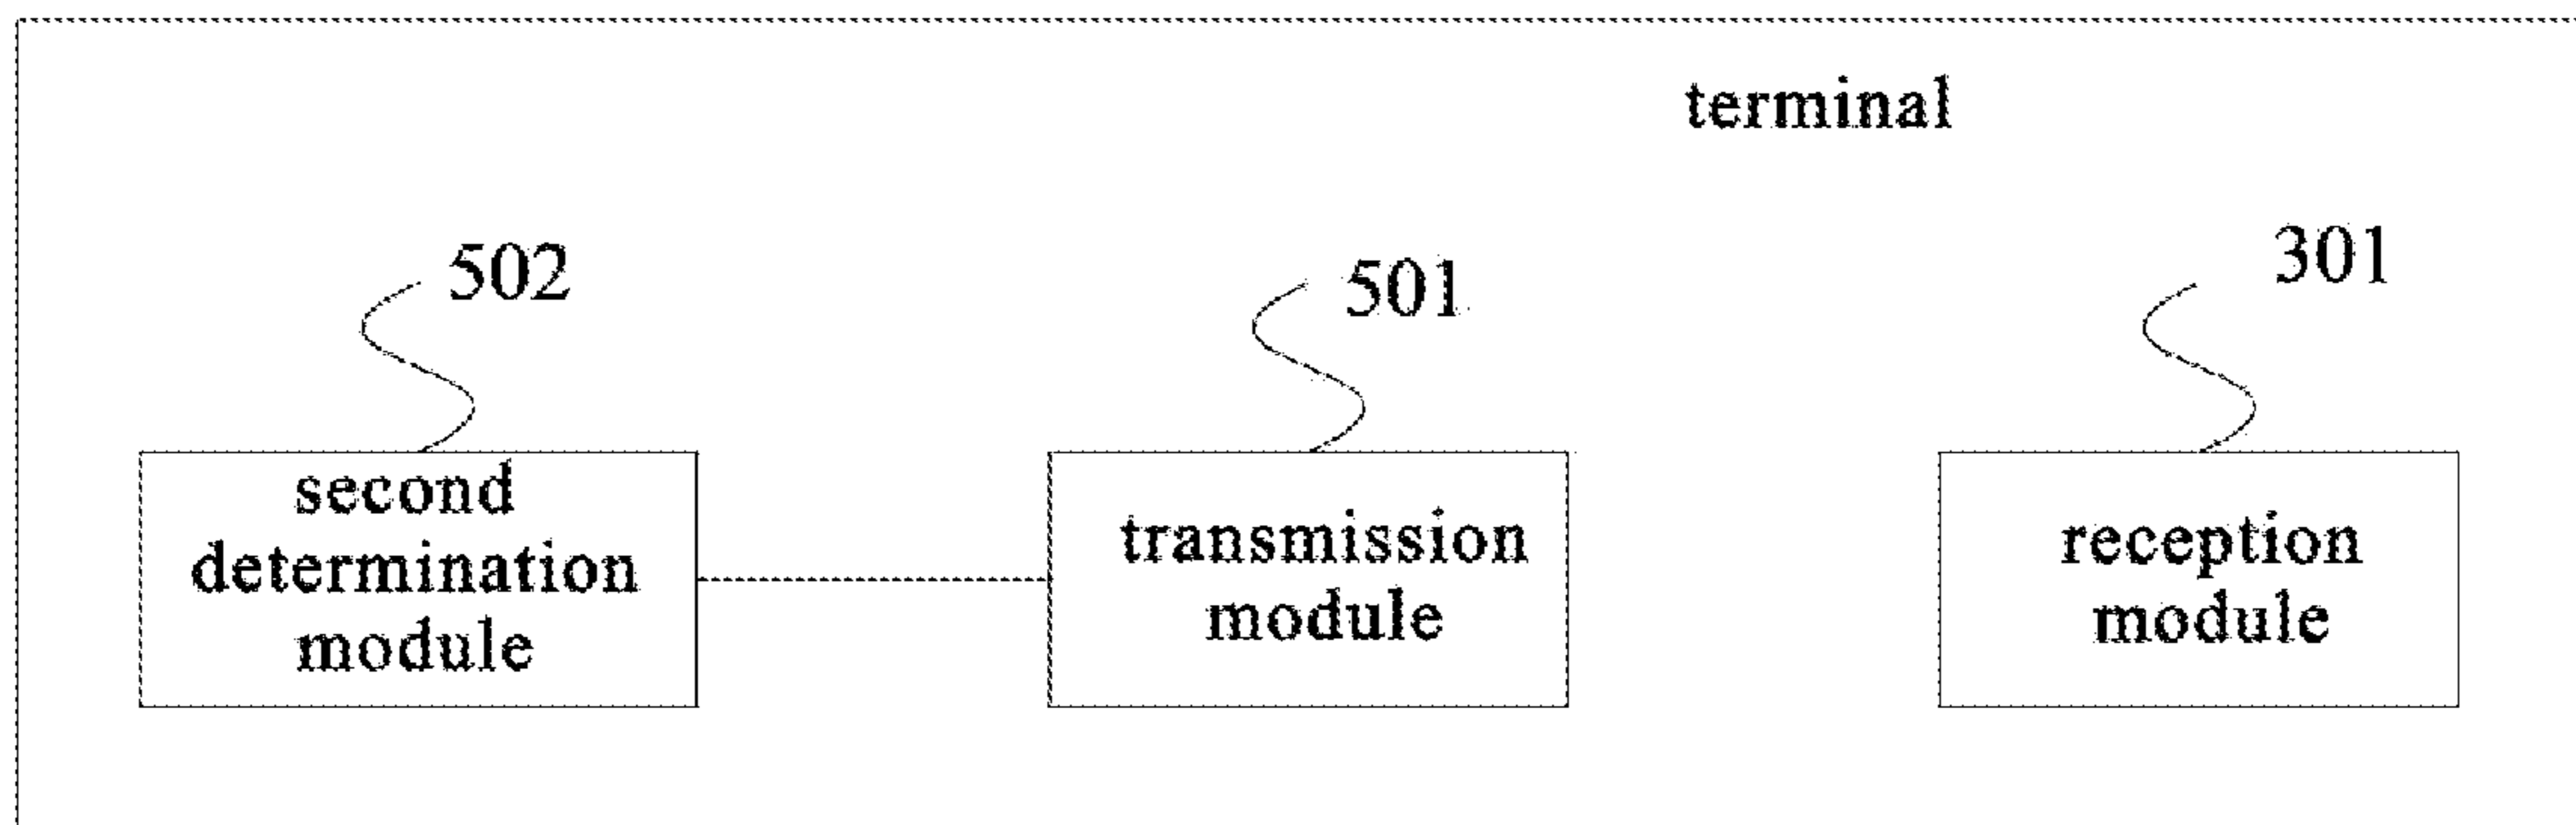 terminal
502
501
301
second
determination
module
transmission
module
reception
module